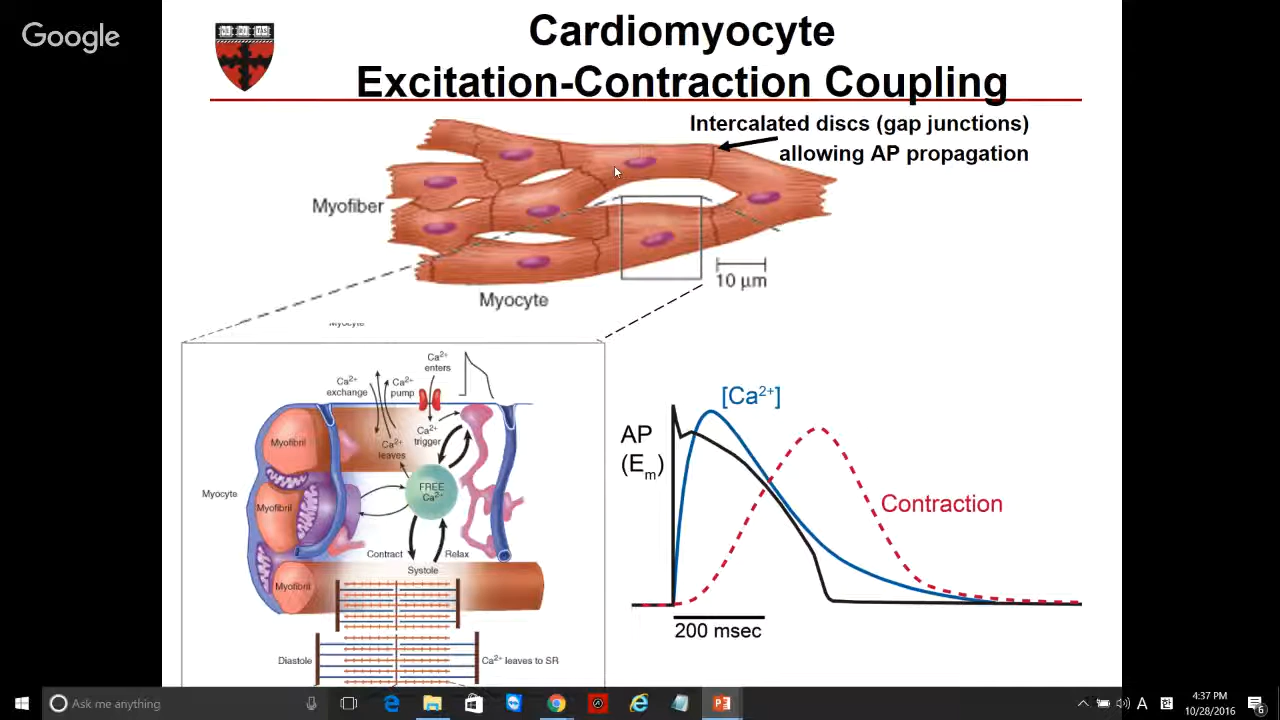 Google
Cardiomyocyte
Excitation-Contraction Coupling
Intercalated discs (gap junctions)
allowing AP propagation
Myofiber
10 µm
Myocyte
Myocyte
Ca2+
enters
Ca2+
exchange
Ca2+
pump
Ca2+
trigger
Ca2+
leaves
Myofibril
FREE
Ca2+
Myocyte
Myofibril
Contract
Relax
Systole
Myofibril
Diastole
Ca2+ leaves to SR
[Ca2+]
AP
(Em)
Contraction
200 msec
Ask me anything
4:37 PM
10/28/2016